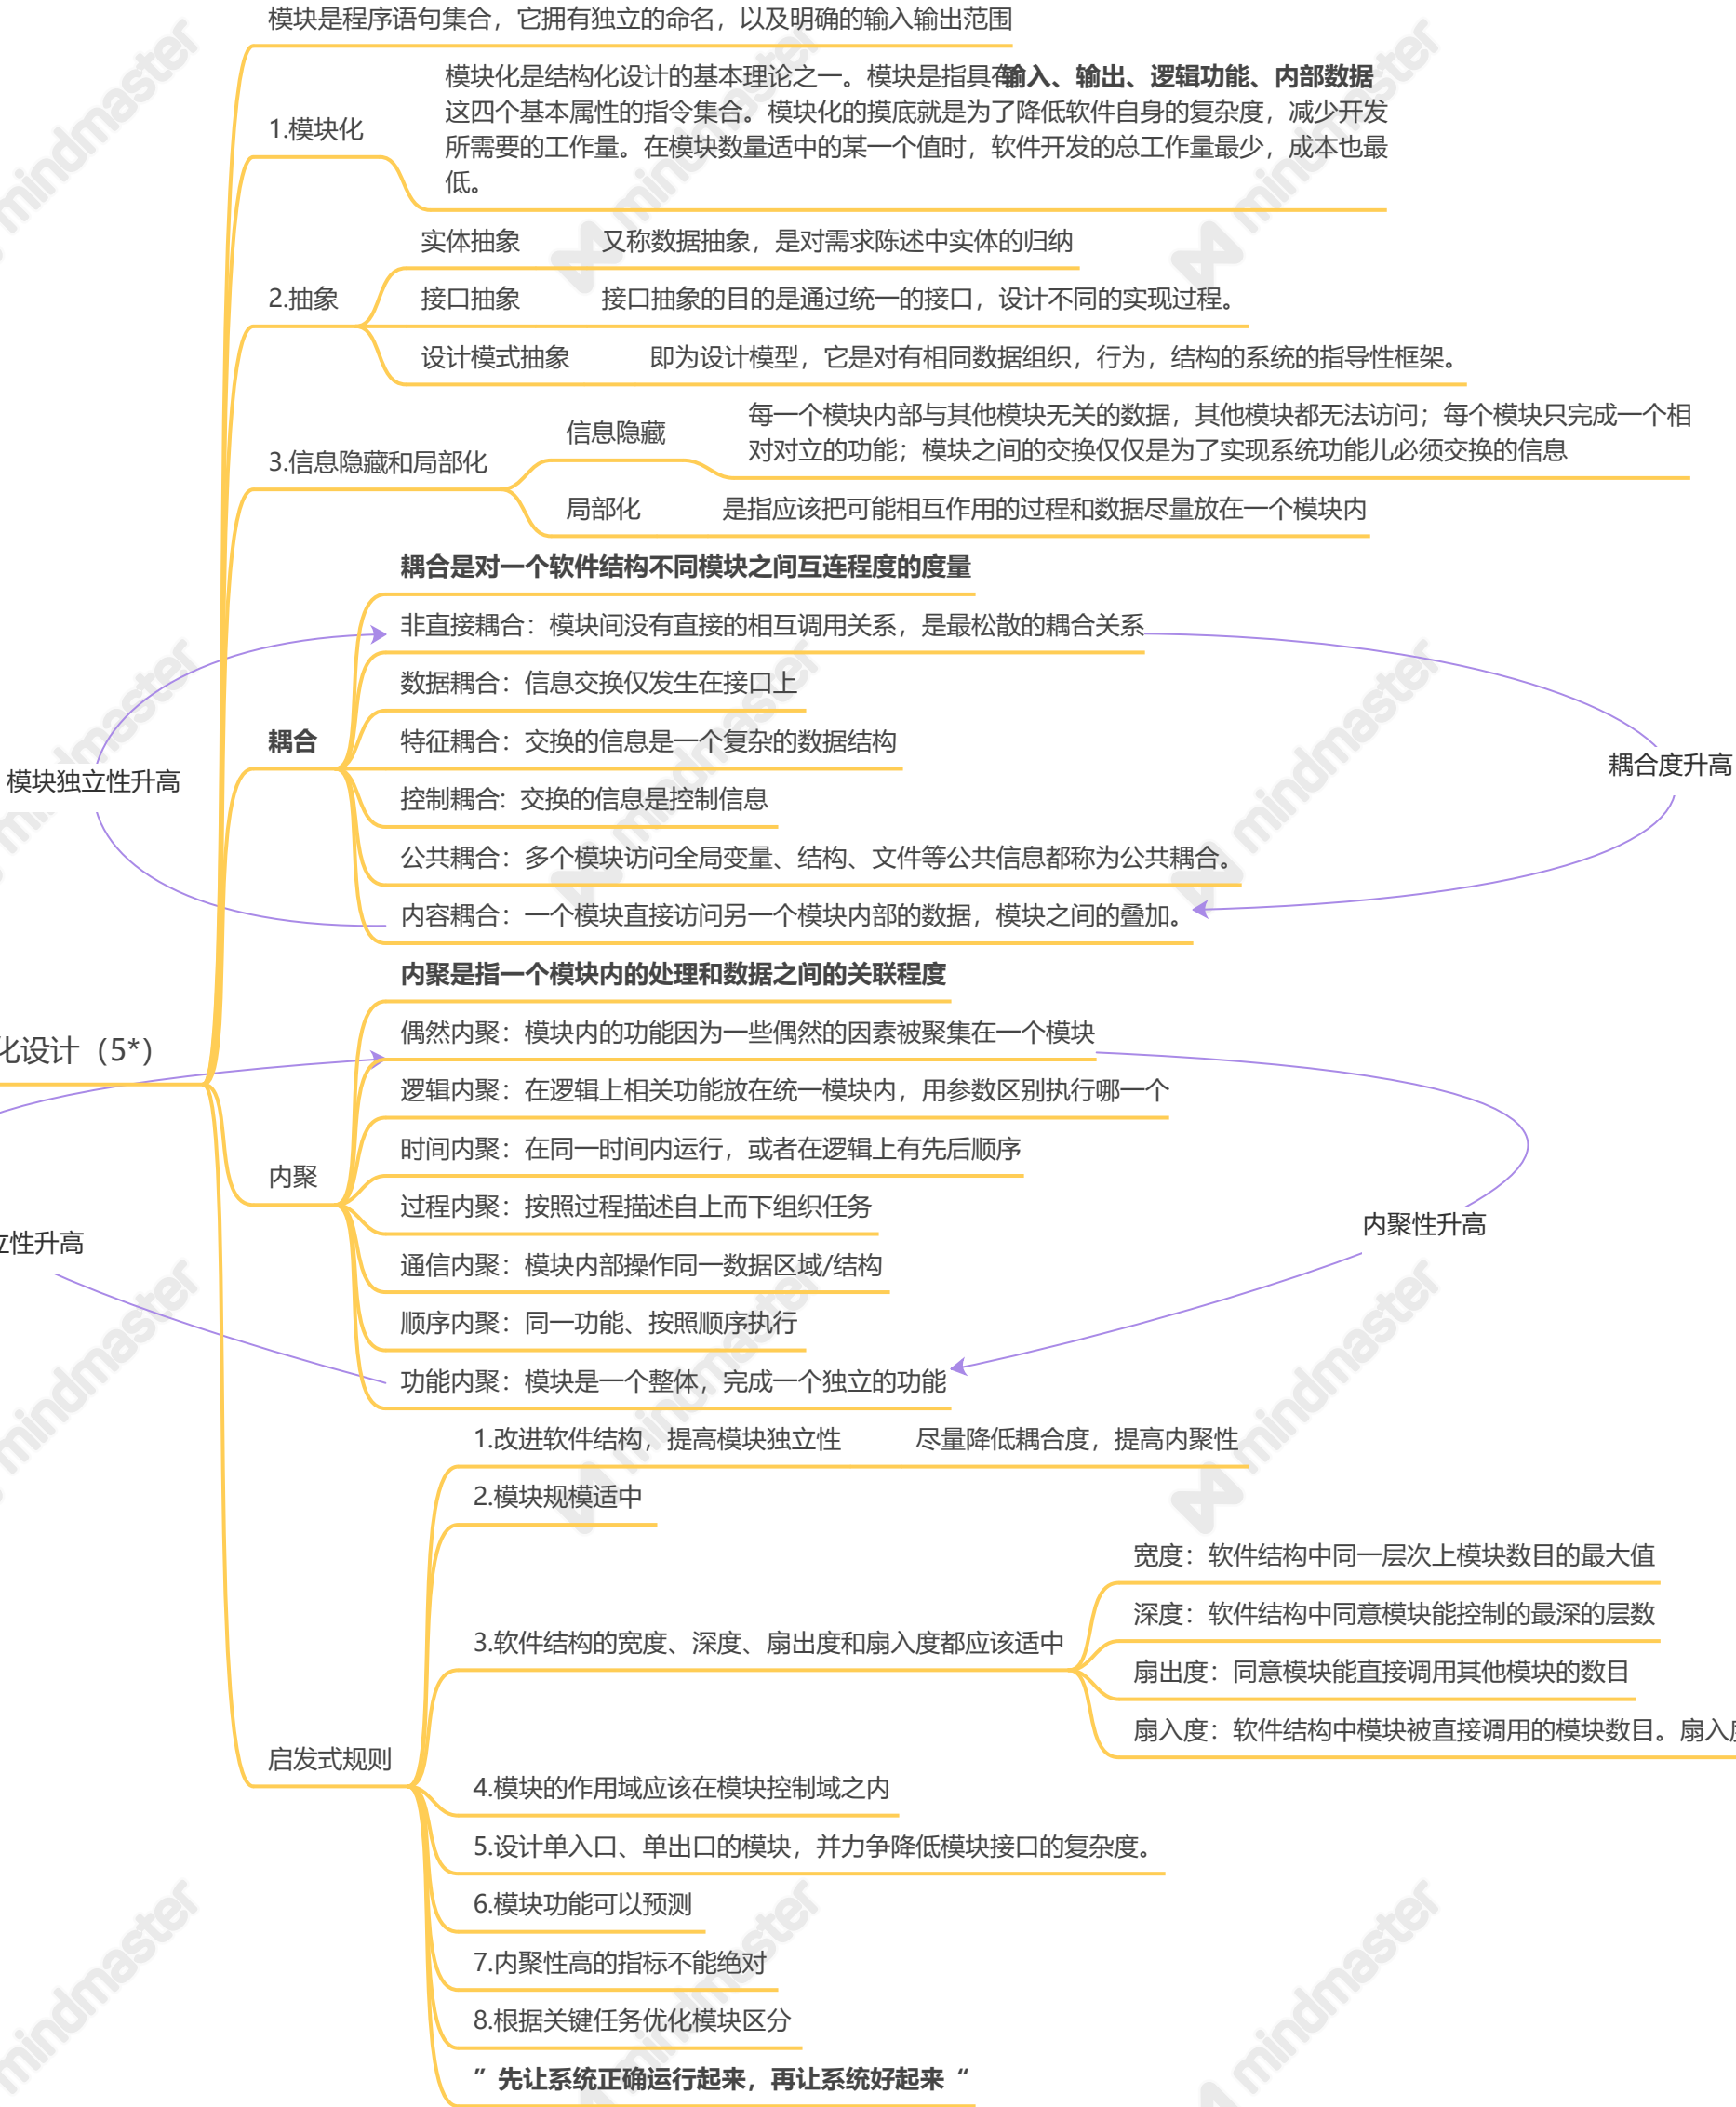 模块是程序语句集合，它拥有独立的命名，以及明确的输入输出范围
1.模块化
模块化是结构化设计的基本理论之一。模块是指具有输入、输出、逻辑功能、内部数据
这四个基本属性的指令集合。模块化的摸底就是为了降低软件自身的复杂度，减少开发
所需要的工作量。在模块数量适中的某一个值时，软件开发的总工作量最少，成本也最
低。
2.抽象
实体抽象 又称数据抽象，是对需求陈述中实体的归纳
接口抽象 接口抽象的目的是通过统一的接口，设计不同的实现过程。
设计模式抽象 即为设计模型，它是对有相同数据组织，行为，结构的系统的指导性框架。
3.信息隐藏和局部化
信息隐藏
每一个模块内部与其他模块无关的数据，其他模块都无法访问；每个模块只完成一个相
对对立的功能；模块之间的交换仅仅是为了实现系统功能儿必须交换的信息
局部化 是指应该把可能相互作用的过程和数据尽量放在一个模块内
耦合
耦合是对一个软件结构不同模块之间互连程度的度量
非直接耦合：模块间没有直接的相互调用关系，是最松散的耦合关系
数据耦合：信息交换仅发生在接口上
特征耦合：交换的信息是一个复杂的数据结构
控制耦合：交换的信息是控制信息
公共耦合：多个模块访问全局变量、结构、文件等公共信息都称为公共耦合。
内容耦合：一个模块直接访问另一个模块内部的数据，模块之间的叠加。
模块独立性升高
耦合度升高
化设计（5*）
内聚
内聚是指一个模块内的处理和数据之间的关联程度
偶然内聚：模块内的功能因为一些偶然的因素被聚集在一个模块
逻辑内聚：在逻辑上相关功能放在统一模块内，用参数区别执行哪一个
时间内聚：在同一时间内运行，或者在逻辑上有先后顺序
过程内聚：按照过程描述自上而下组织任务
通信内聚：模块内部操作同一数据区域/结构
顺序内聚：同一功能、按照顺序执行
功能内聚：模块是一个整体，完成一个独立的功能
立性升高
内聚性升高
启发式规则
1.改进软件结构，提高模块独立性 尽量降低耦合度，提高内聚性
2.模块规模适中
3.软件结构的宽度、深度、扇出度和扇入度都应该适中
宽度：软件结构中同一层次上模块数目的最大值
深度：软件结构中同意模块能控制的最深的层数
扇出度：同意模块能直接调用其他模块的数目
扇入度：软件结构中模块被直接调用的模块数目。扇入度
4.模块的作用域应该在模块控制域之内
5.设计单入口、单出口的模块，并力争降低模块接口的复杂度。
6.模块功能可以预测
7.内聚性高的指标不能绝对
8.根据关键任务优化模块区分
”先让系统正确运行起来，再让系统好起来“
mindmaster
mindmaster
mindmaster
mindmaster
mindmaster
mindmaster
mindmaster
mindmaster
mindmaster
mindmaster
mindmaster
mindmaster